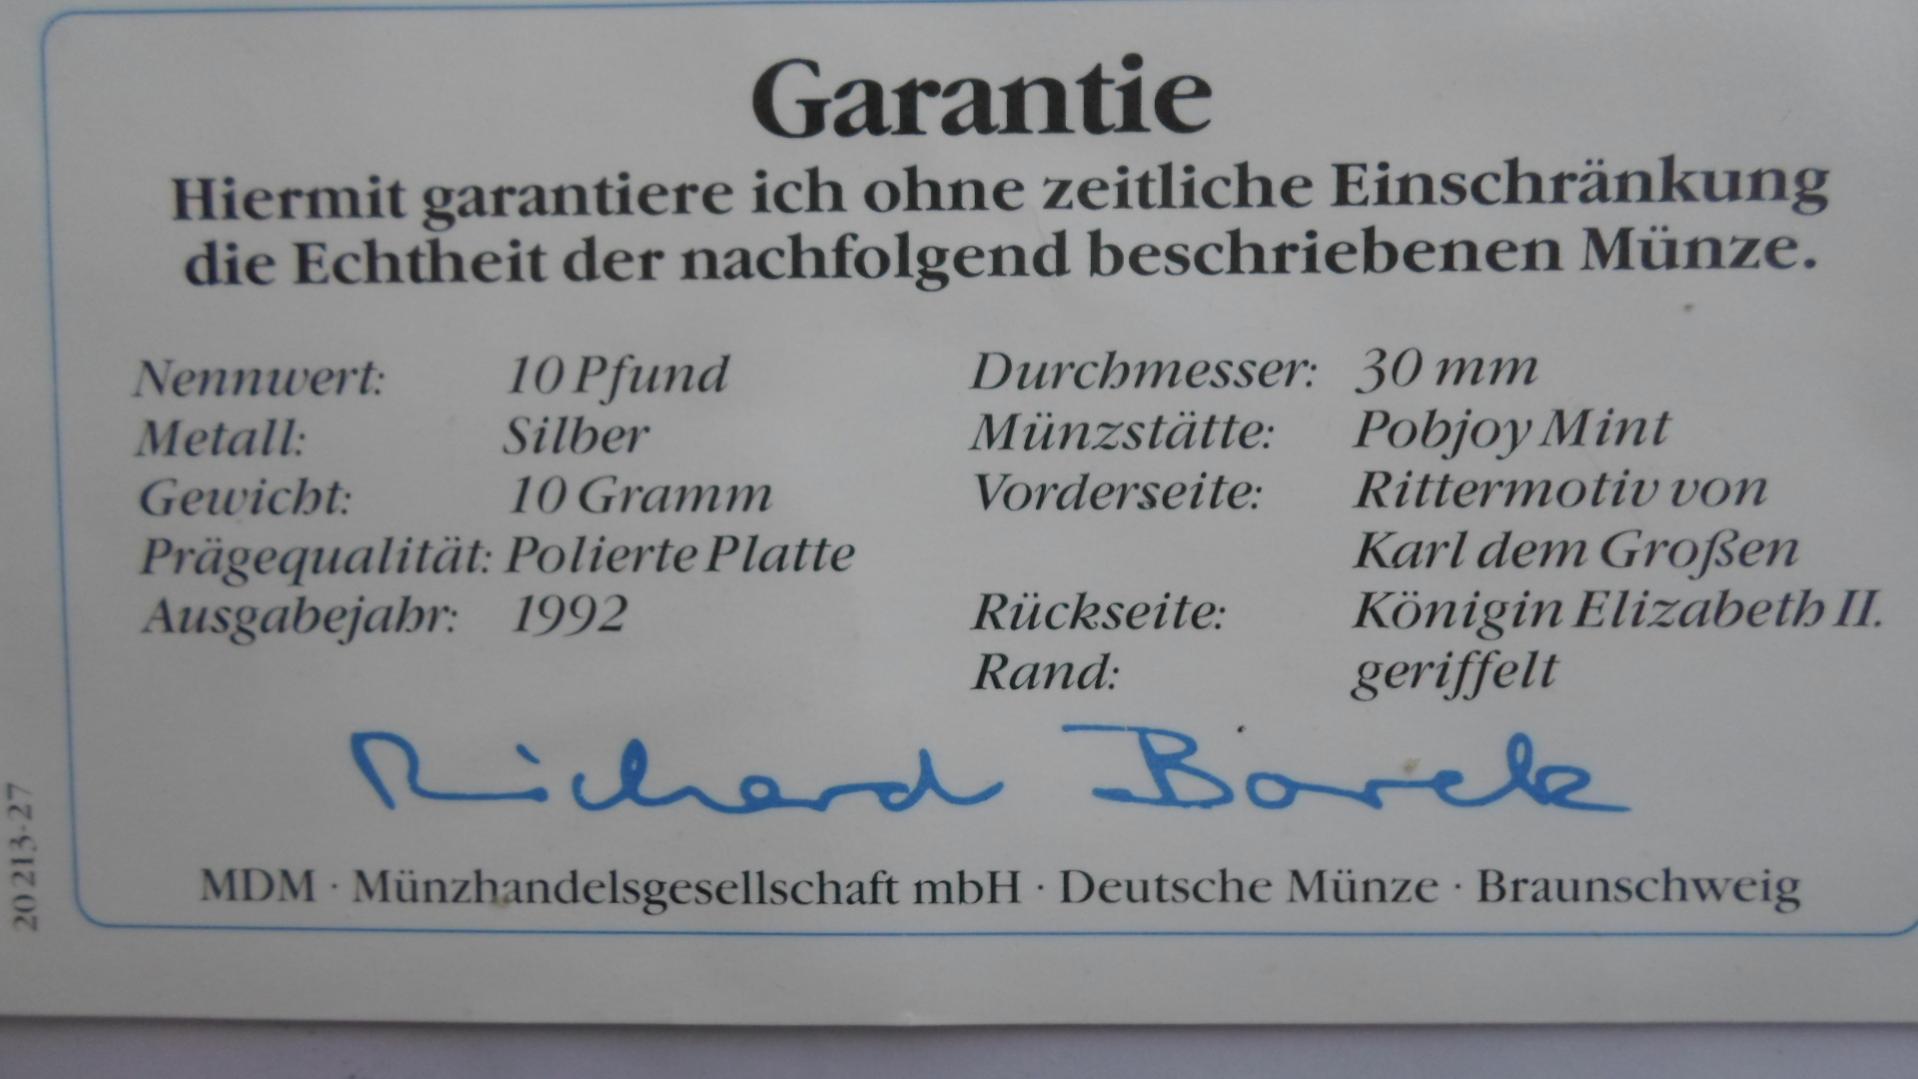 Garantie
Hiermit garantiere ich ohne zeitliche Einschränkung
die Echtheit der nachfolgend beschriebenen Münze.
Nennwert: 10 Pfund
Metall: Silber
Gewicht: 10 Gramm
Prägequalität: Polierte Platte
Ausgabejahr: 1992
Durchmesser: 30 mm
Münzstätte: Pobjoy Mint
Vorderseite: Rittermotiv von
Karl dem Großen
Rückseite: Königin Elizabeth II.
Rand: geriffelt
Richard Borek
MDM · Münzhandelsgesellschaft mbH · Deutsche Münze · Braunschweig
20 213-27